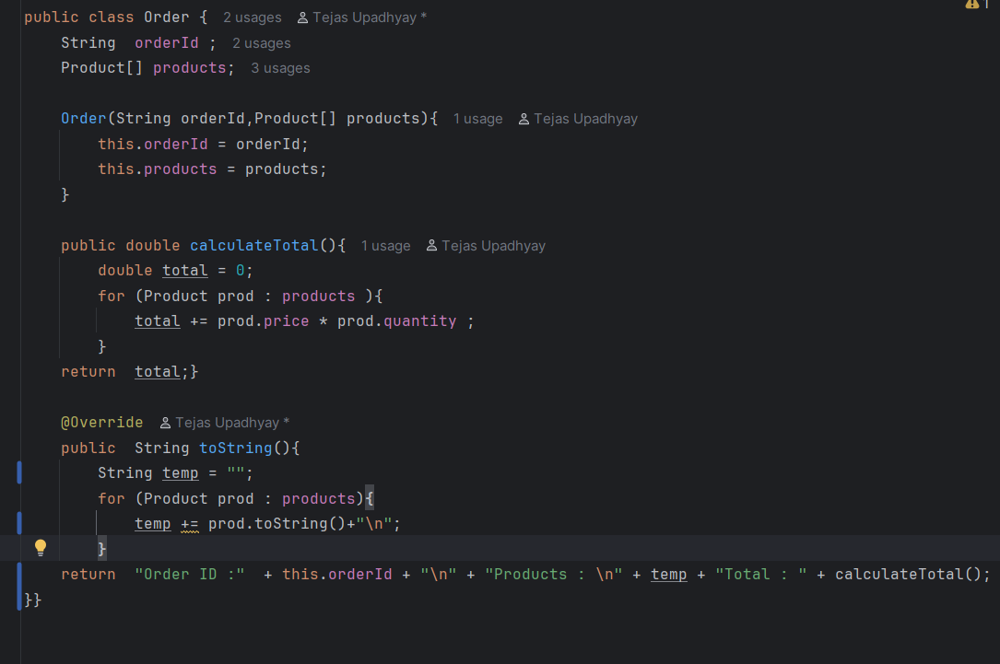 public class Order { 2 usages Tejas Upadhyay *
String orderId ; 2 usages
Product[] products; 3 usages
Order(String orderId,Product[] products){ 1 usage Tejas Upadhyay
this.orderId = orderId;
this.products = products;
}
public double calculateTotal(){ 1 usage Tejas Upadhyay
double total = 0;
for (Product prod : products ){
total += prod.price * prod.quantity ;
}
return total;}
@Override Tejas Upadhyay *
public String toString(){
String temp = "";
for (Product prod : products){
temp += prod.toString()+"\n";
}
return "Order ID :" + this.orderId + "\n" + "Products : \n" + temp + "Total : " + calculateTotal();
}}